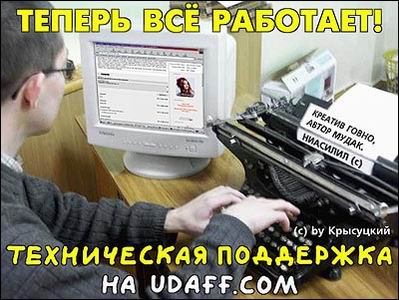 ТЕПЕРЬ ВСЁ РАБОТАЕТ!
КРЕАТИВ ГОВНО,
АВТОР МУДАК.
НИАСИЛИЛ (с)
(c) by Крысуцкий
ТЕХНИЧЕСКАЯ ПОДДЕРЖКА
НА UDAFF.COM